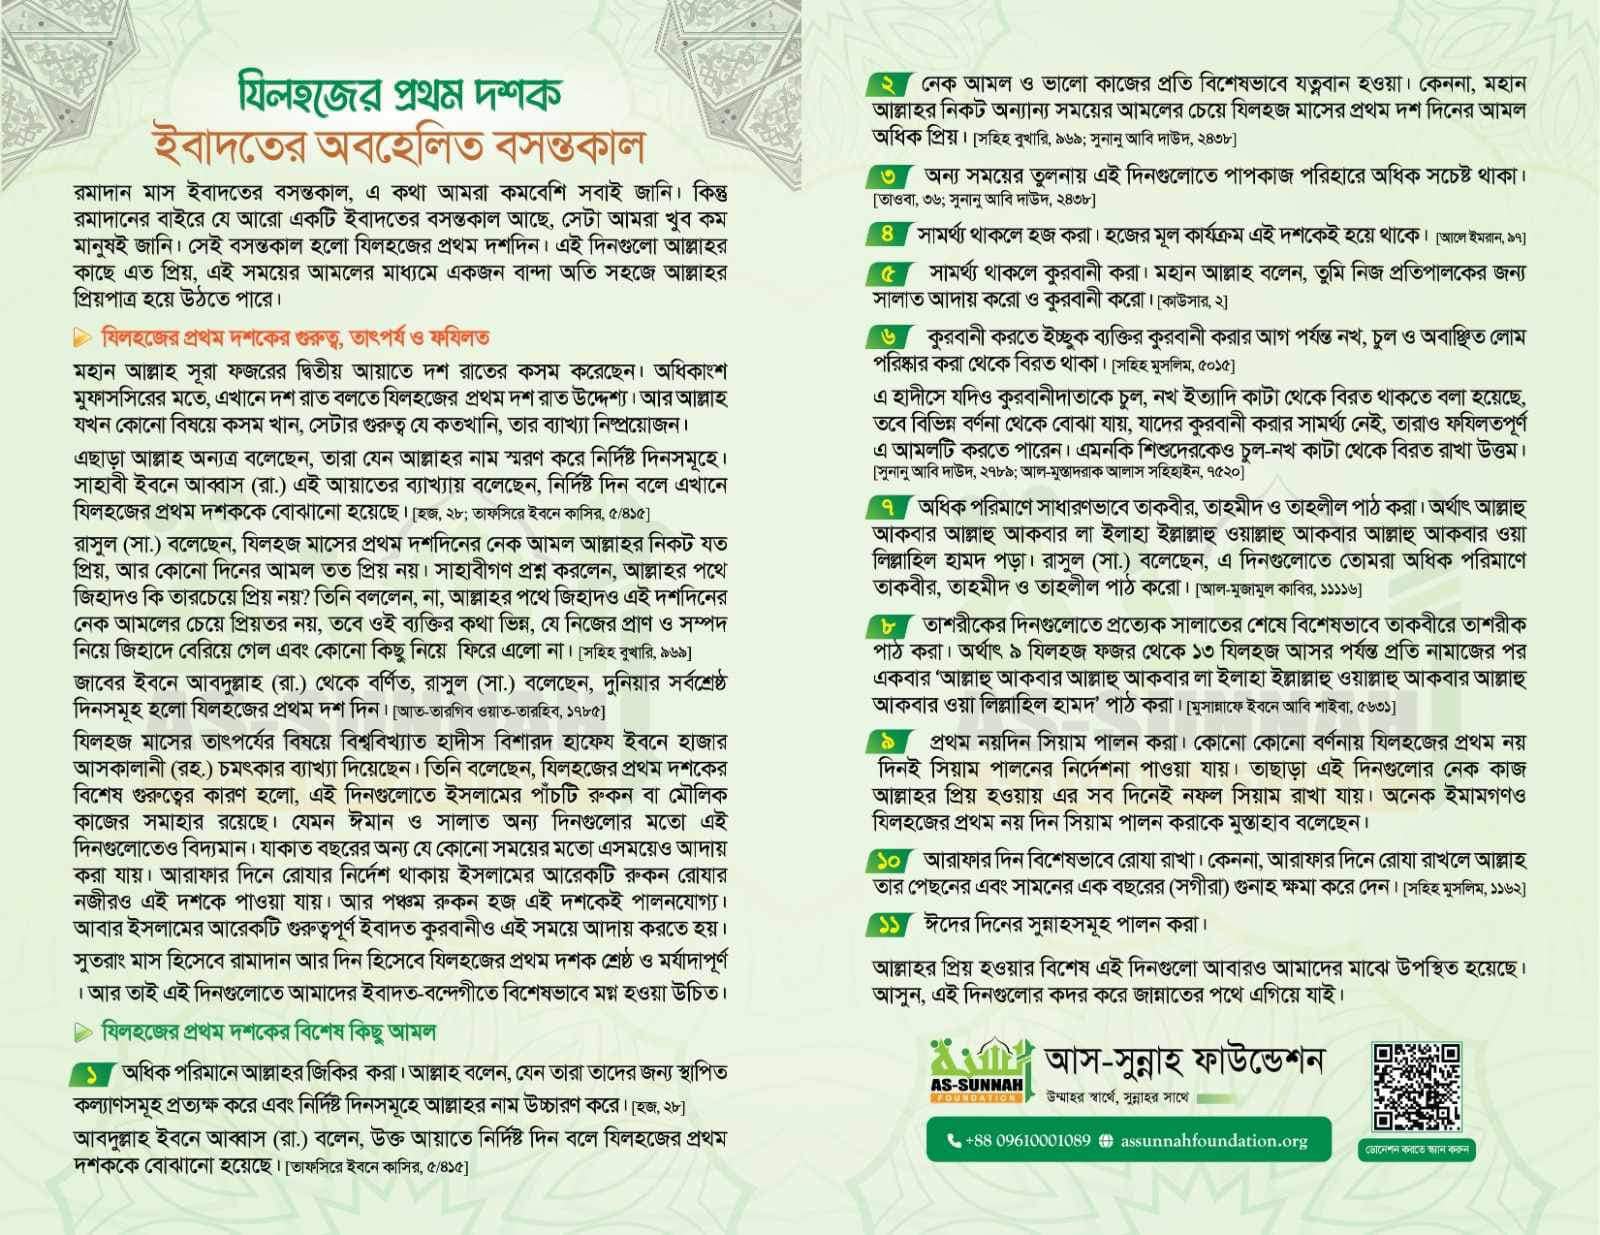 যিলহজের প্রথম দশক
ইবাদতের অবহেলিত বসন্তকাল
রমাদান মাস ইবাদতের বসন্তকাল, এ কথা আমরা কমবেশি সবাই জানি। কিন্তু
রমাদানের বাইরে যে আরো একটি ইবাদতের বসন্তকাল আছে, সেটা আমরা খুব কম
মানুষই জানি। সেই বসন্তকাল হলো যিলহজের প্রথম দশদিন। এই দিনগুলো আল্লাহর
কাছে এত প্রিয়, এই সময়ের আমলের মাধ্যমে একজন বান্দা অতি সহজে আল্লাহর
প্রিয়পাত্র হয়ে উঠতে পারে।
যিলহজের প্রথম দশকের গুরুত্ব, তাৎপর্য ও ফযিলত
মহান আল্লাহ সূরা ফজরের দ্বিতীয় আয়াতে দশ রাতের কসম করেছেন। অধিকাংশ
মুফাসসিরের মতে, এখানে দশ রাত বলতে যিলহজের প্রথম দশ রাত উদ্দেশ্য। আর আল্লাহ
যখন কোনো বিষয়ে কসম খান, সেটার গুরুত্ব যে কতখানি, তার ব্যাখ্যা নিষ্প্রয়োজন।
এছাড়া আল্লাহ অন্যত্র বলেছেন, তারা যেন আল্লাহর নাম স্মরণ করে নির্দিষ্ট দিনসমূহে।
সাহাবী ইবনে আব্বাস (রা.) এই আয়াতের ব্যাখ্যায় বলেছেন, নির্দিষ্ট দিন বলে এখানে
যিলহজের প্রথম দশককে বোঝানো হয়েছে। [হজ, ২৮; তাফসিরে ইবনে কাসির, ৫/৪১৫]
রাসুল (সা.) বলেছেন, যিলহজ মাসের প্রথম দশদিনের নেক আমল আল্লাহর নিকট যত
প্রিয়, আর কোনো দিনের আমল তত প্রিয় নয়। সাহাবীগণ প্রশ্ন করলেন, আল্লাহর পথে
জিহাদও কি তারচেয়ে প্রিয় নয়? তিনি বললেন, না, আল্লাহর পথে জিহাদও এই দশদিনের
নেক আমলের চেয়ে প্রিয়তর নয়, তবে ওই ব্যক্তির কথা ভিন্ন, যে নিজের প্রাণ ও সম্পদ
নিয়ে জিহাদে বেরিয়ে গেল এবং কোনো কিছু নিয়ে ফিরে এলো না। [সহিহ বুখারি, ৯৬৯]
জাবের ইবনে আবদুল্লাহ (রা.) থেকে বর্ণিত, রাসুল (সা.) বলেছেন, দুনিয়ার সর্বশ্রেষ্ঠ
দিনসমূহ হলো যিলহজের প্রথম দশ দিন। [আত-তারগিব ওয়াত-তারহিব, ১৭৮৫]
যিলহজ মাসের তাৎপর্যের বিষয়ে বিশ্ববিখ্যাত হাদীস বিশারদ হাফেয ইবনে হাজার
আসকালানী (রহ.) চমৎকার ব্যাখ্যা দিয়েছেন। তিনি বলেছেন, যিলহজের প্রথম দশকের
বিশেষ গুরুত্বের কারণ হলো, এই দিনগুলোতে ইসলামের পাঁচটি রুকন বা মৌলিক
কাজের সমাহার রয়েছে। যেমন ঈমান ও সালাত অন্য দিনগুলোর মতো এই
দিনগুলোতেও বিদ্যমান। যাকাত বছরের অন্য যে কোনো সময়ের মতো এসময়েও আদায়
করা যায়। আরাফার দিনে রোযার নির্দেশ থাকায় ইসলামের আরেকটি রুকন রোযার
নজীরও এই দশকে পাওয়া যায়। আর পঞ্চম রুকন হজ এই দশকেই পালনযোগ্য।
আবার ইসলামের আরেকটি গুরুত্বপূর্ণ ইবাদত কুরবানীও এই সময়ে আদায় করতে হয়।
সুতরাং মাস হিসেবে রামাদান আর দিন হিসেবে যিলহজের প্রথম দশক শ্রেষ্ঠ ও মর্যাদাপূর্ণ
। আর তাই এই দিনগুলোতে আমাদের ইবাদত-বন্দেগীতে বিশেষভাবে মগ্ন হওয়া উচিত।
যিলহজের প্রথম দশকের বিশেষ কিছু আমল
১ অধিক পরিমানে আল্লাহর জিকির করা। আল্লাহ বলেন, যেন তারা তাদের জন্য স্থাপিত
কল্যাণসমূহ প্রত্যক্ষ করে এবং নির্দিষ্ট দিনসমূহে আল্লাহর নাম উচ্চারণ করে। [হজ, ২৮]
আবদুল্লাহ ইবনে আব্বাস (রা.) বলেন, উক্ত আয়াতে নির্দিষ্ট দিন বলে যিলহজের প্রথম
দশককে বোঝানো হয়েছে। [তাফসিরে ইবনে কাসির, ৫/৪১৫]
২ নেক আমল ও ভালো কাজের প্রতি বিশেষভাবে যত্নবান হওয়া। কেননা, মহান
আল্লাহর নিকট অন্যান্য সময়ের আমলের চেয়ে যিলহজ মাসের প্রথম দশ দিনের আমল
অধিক প্রিয়। [সহিহ বুখারি, ৯৬৯; সুনানু আবি দাউদ, ২৪৩৮]
৩ অন্য সময়ের তুলনায় এই দিনগুলোতে পাপকাজ পরিহারে অধিক সচেষ্ট থাকা।
[তাওবা, ৩৬; সুনানু আবি দাউদ, ২৪৩৮]
৪ সামর্থ্য থাকলে হজ করা। হজের মূল কার্যক্রম এই দশকেই হয়ে থাকে। [আলে ইমরান, ৯৭]
৫ সামর্থ্য থাকলে কুরবানী করা। মহান আল্লাহ বলেন, তুমি নিজ প্রতিপালকের জন্য
সালাত আদায় করো ও কুরবানী করো। [কাউসার, ২]
৬ কুরবানী করতে ইচ্ছুক ব্যক্তির কুরবানী করার আগ পর্যন্ত নখ, চুল ও অবাঞ্ছিত লোম
পরিষ্কার করা থেকে বিরত থাকা। [সহিহ মুসলিম, ৫০১৫]
এ হাদীসে যদিও কুরবানীদাতাকে চুল, নখ ইত্যাদি কাটা থেকে বিরত থাকতে বলা হয়েছে,
তবে বিভিন্ন বর্ণনা থেকে বোঝা যায়, যাদের কুরবানী করার সামর্থ্য নেই, তারাও ফযিলতপূর্ণ
এ আমলটি করতে পারেন। এমনকি শিশুদেরকেও চুল-নখ কাটা থেকে বিরত রাখা উত্তম।
[সুনানু আবি দাউদ, ২৭৮৯; আল-মুস্তাদরাক আলাস সহিহাইন, ৭৫২০]
৭ অধিক পরিমাণে সাধারণভাবে তাকবীর, তাহমীদ ও তাহলীল পাঠ করা। অর্থাৎ আল্লাহু
আকবার আল্লাহু আকবার লা ইলাহা ইল্লাল্লাহু ওয়াল্লাহু আকবার আল্লাহু আকবার ওয়া
লিল্লাহিল হামদ পড়া। রাসুল (সা.) বলেছেন, এ দিনগুলোতে তোমরা অধিক পরিমাণে
তাকবীর, তাহমীদ ও তাহলীল পাঠ করো। [আল-মুজামুল কাবির, ১১১১৬]
৮ তাশরীকের দিনগুলোতে প্রত্যেক সালাতের শেষে বিশেষভাবে তাকবীরে তাশরীক
পাঠ করা। অর্থাৎ ৯ যিলহজ ফজর থেকে ১৩ যিলহজ আসর পর্যন্ত প্রতি নামাজের পর
একবার ‘আল্লাহু আকবার আল্লাহু আকবার লা ইলাহা ইল্লাল্লাহু ওয়াল্লাহু আকবার আল্লাহু
আকবার ওয়া লিল্লাহিল হামদ’ পাঠ করা। [মুসান্নাফে ইবনে আবি শাইবা, ৫৬৩১]
৯ প্রথম নয়দিন সিয়াম পালন করা। কোনো কোনো বর্ণনায় যিলহজের প্রথম নয়
দিনই সিয়াম পালনের নির্দেশনা পাওয়া যায়। তাছাড়া এই দিনগুলোর নেক কাজ
আল্লাহর প্রিয় হওয়ায় এর সব দিনেই নফল সিয়াম রাখা যায়। অনেক ইমামগণও
যিলহজের প্রথম নয় দিন সিয়াম পালন করাকে মুস্তাহাব বলেছেন।
১০ আরাফার দিন বিশেষভাবে রোযা রাখা। কেননা, আরাফার দিনে রোযা রাখলে আল্লাহ
তার পেছনের এবং সামনের এক বছরের (সগীরা) গুনাহ ক্ষমা করে দেন। [সহিহ মুসলিম, ১১৬২]
১১ ঈদের দিনের সুন্নাহসমূহ পালন করা।
আল্লাহর প্রিয় হওয়ার বিশেষ এই দিনগুলো আবারও আমাদের মাঝে উপস্থিত হয়েছে।
আসুন, এই দিনগুলোর কদর করে জান্নাতের পথে এগিয়ে যাই।
AS-SUNNAH
FOUNDATION
আস-সুন্নাহ ফাউন্ডেশন
উম্মাহর স্বার্থে, সুন্নাহর সাথে
+88 09610001089 assunnahfoundation.org
ডোনেশন করতে স্ক্যান করুন